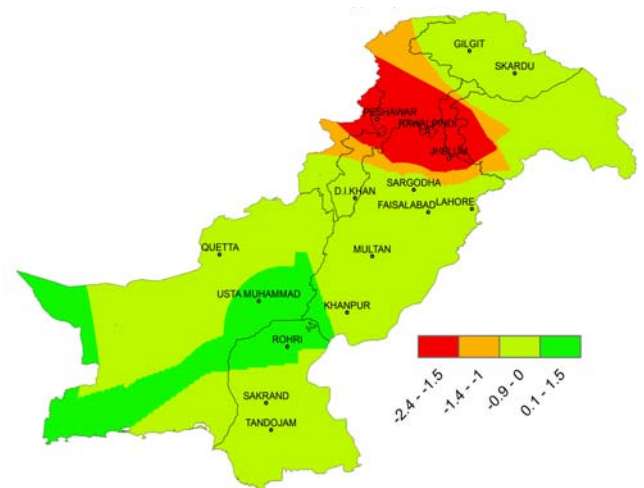 GILGIT
SKARDU
PESHAWAR
RAWALPINDI
JHELUM
SARGODHA
D.I.KHAN
FAISALABAD
LAHORE
QUETTA
MULTAN
USTA MUHAMMAD
KHANPUR
ROHRI
SAKRAND
TANDOJAM
-2.4 - -1.5
-1.4 - -1
-0.9 - 0
0.1 - 1.5